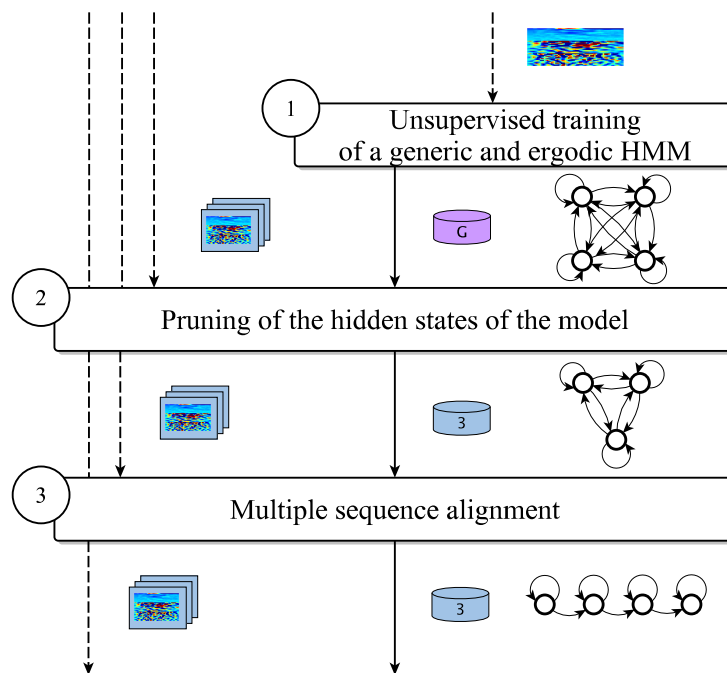 1
Unsupervised training
of a generic and ergodic HMM
G
2
Pruning of the hidden states of the model
3
3
Multiple sequence alignment
3